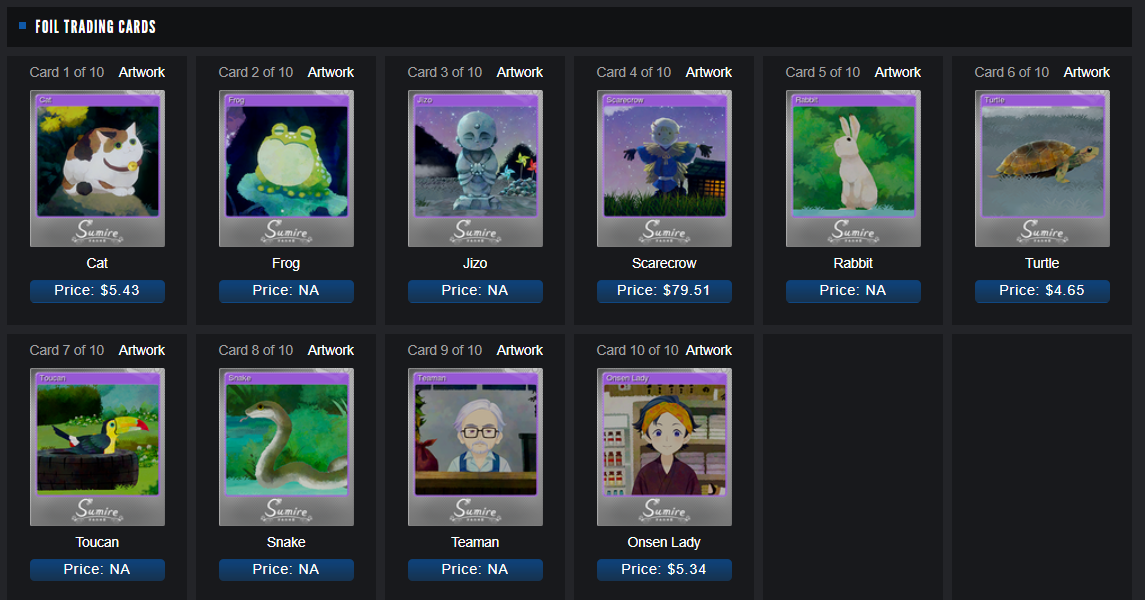 FOIL TRADING CARDS
Card 1 of 10 Artwork
Cat
Sumire
Cat
Price: $5.43
Card 2 of 10 Artwork
Frog
Sumire
Frog
Price: NA
Card 3 of 10 Artwork
Jizo
Sumire
Jizo
Price: NA
Card 4 of 10 Artwork
Scarecrow
Sumire
Scarecrow
Price: $79.51
Card 5 of 10 Artwork
Rabbit
Sumire
Rabbit
Price: NA
Card 6 of 10 Artwork
Turtle
Sumire
Turtle
Price: $4.65
Card 7 of 10 Artwork
Toucan
Sumire
Toucan
Price: NA
Card 8 of 10 Artwork
Snake
Sumire
Snake
Price: NA
Card 9 of 10 Artwork
Teaman
Sumire
Teaman
Price: NA
Card 10 of 10 Artwork
Onsen Lady
Sumire
Onsen Lady
Price: $5.34